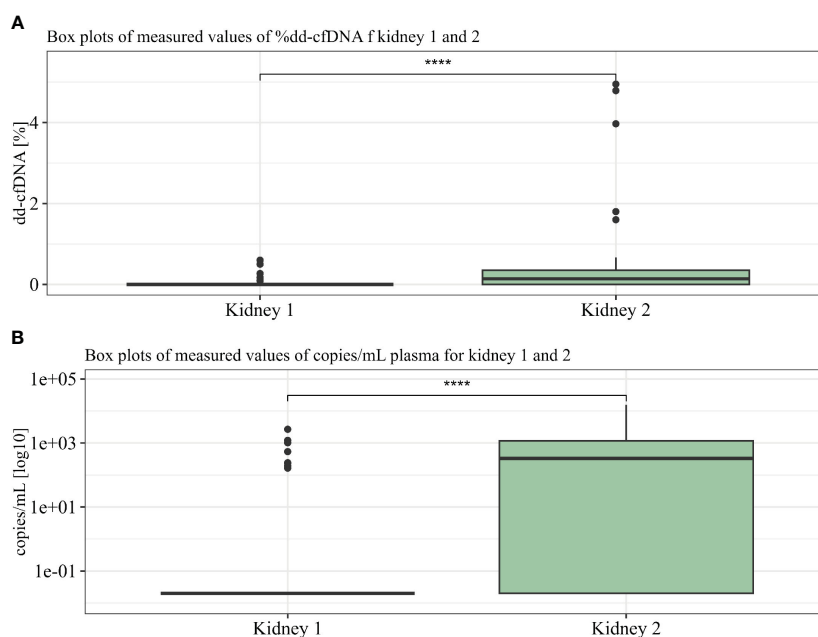 A
Box plots of measured values of %dd-cfDNA f kidney 1 and 2
****
dd-cfDNA [%]
4
2
0
Kidney 1
Kidney 2
B
Box plots of measured values of copies/mL plasma for kidney 1 and 2
****
copies/mL [log10]
1e+05
1e+03
1e+01
1e-01
Kidney 1
Kidney 2